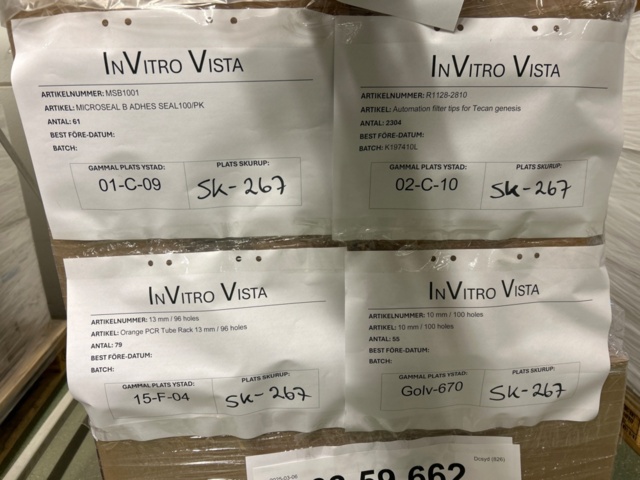 INVITRO VISTA
ARTIKELNUMMER: MSB1001
ARTIKEL: MICROSEAL B ADHES SEAL100/PK
ANTAL: 61
BEST FÖRE-DATUM:
BATCH:
GAMMAL PLATS YSTAD: PLATS SKURUP:
01-C-09 SK-267
INVITRO VISTA
ARTIKELNUMMER: R1128-2810
ARTIKEL: Automation filter tips for Tecan genesis
ANTAL: 2304
BEST FÖRE-DATUM:
BATCH: K197410L
GAMMAL PLATS YSTAD: PLATS SKURUP:
02-C-10 SK-267
INVITRO VISTA
ARTIKELNUMMER: 13 mm / 96 holes
ARTIKEL: Orange PCR Tube Rack 13 mm / 96 holes
ANTAL: 79
BEST FÖRE-DATUM:
BATCH:
GAMMAL PLATS YSTAD: PLATS SKURUP:
15-F-04 SK-267
INVITRO VISTA
ARTIKELNUMMER: 10 mm / 100 holes
ARTIKEL: 10 mm / 100 holes
ANTAL: 55
BEST FÖRE-DATUM:
BATCH:
GAMMAL PLATS YSTAD: PLATS SKURUP:
Golv-670 SK-267
59 662